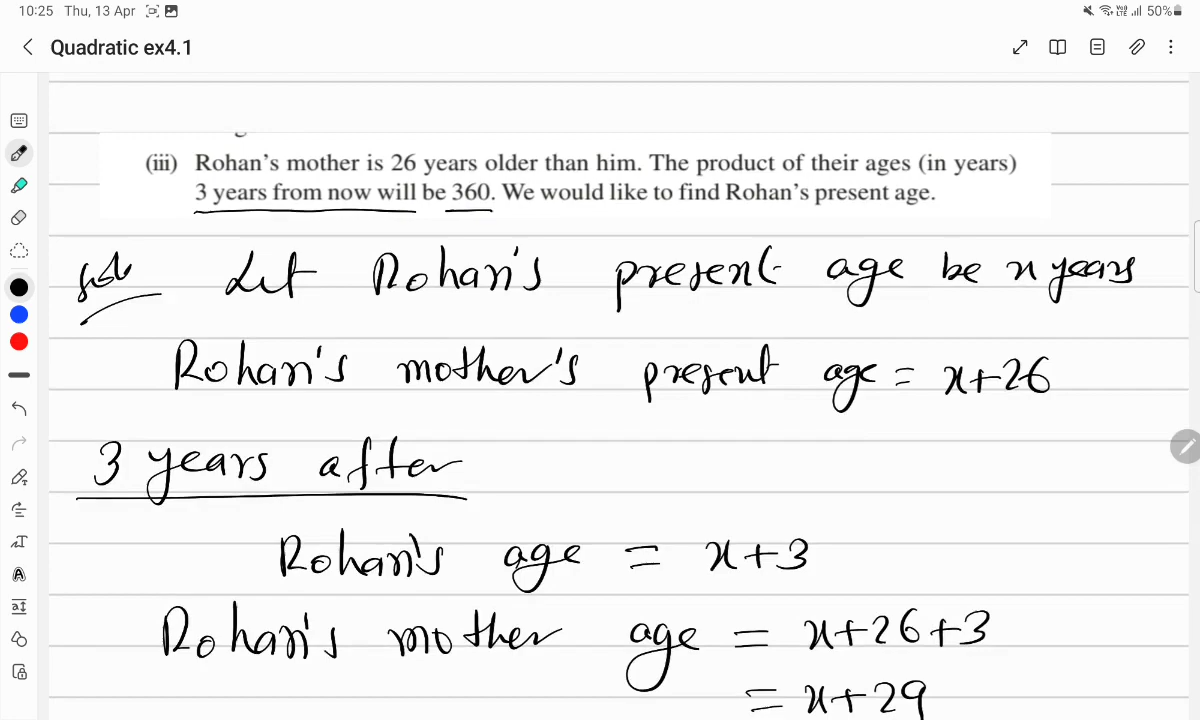 10:25 Thu, 13 Apr
50%
Quadratic ex4.1
(iii) Rohan's mother is 26 years older than him. The product of their ages (in years)
3 years from now will be 360. We would like to find Rohan's present age.
Sol Let Rohan's present age be x years
Rohan's mother's present age = x+26
3 years after
Rohan's age = x+3
Rohan's mother age = x+26+3
= x+29